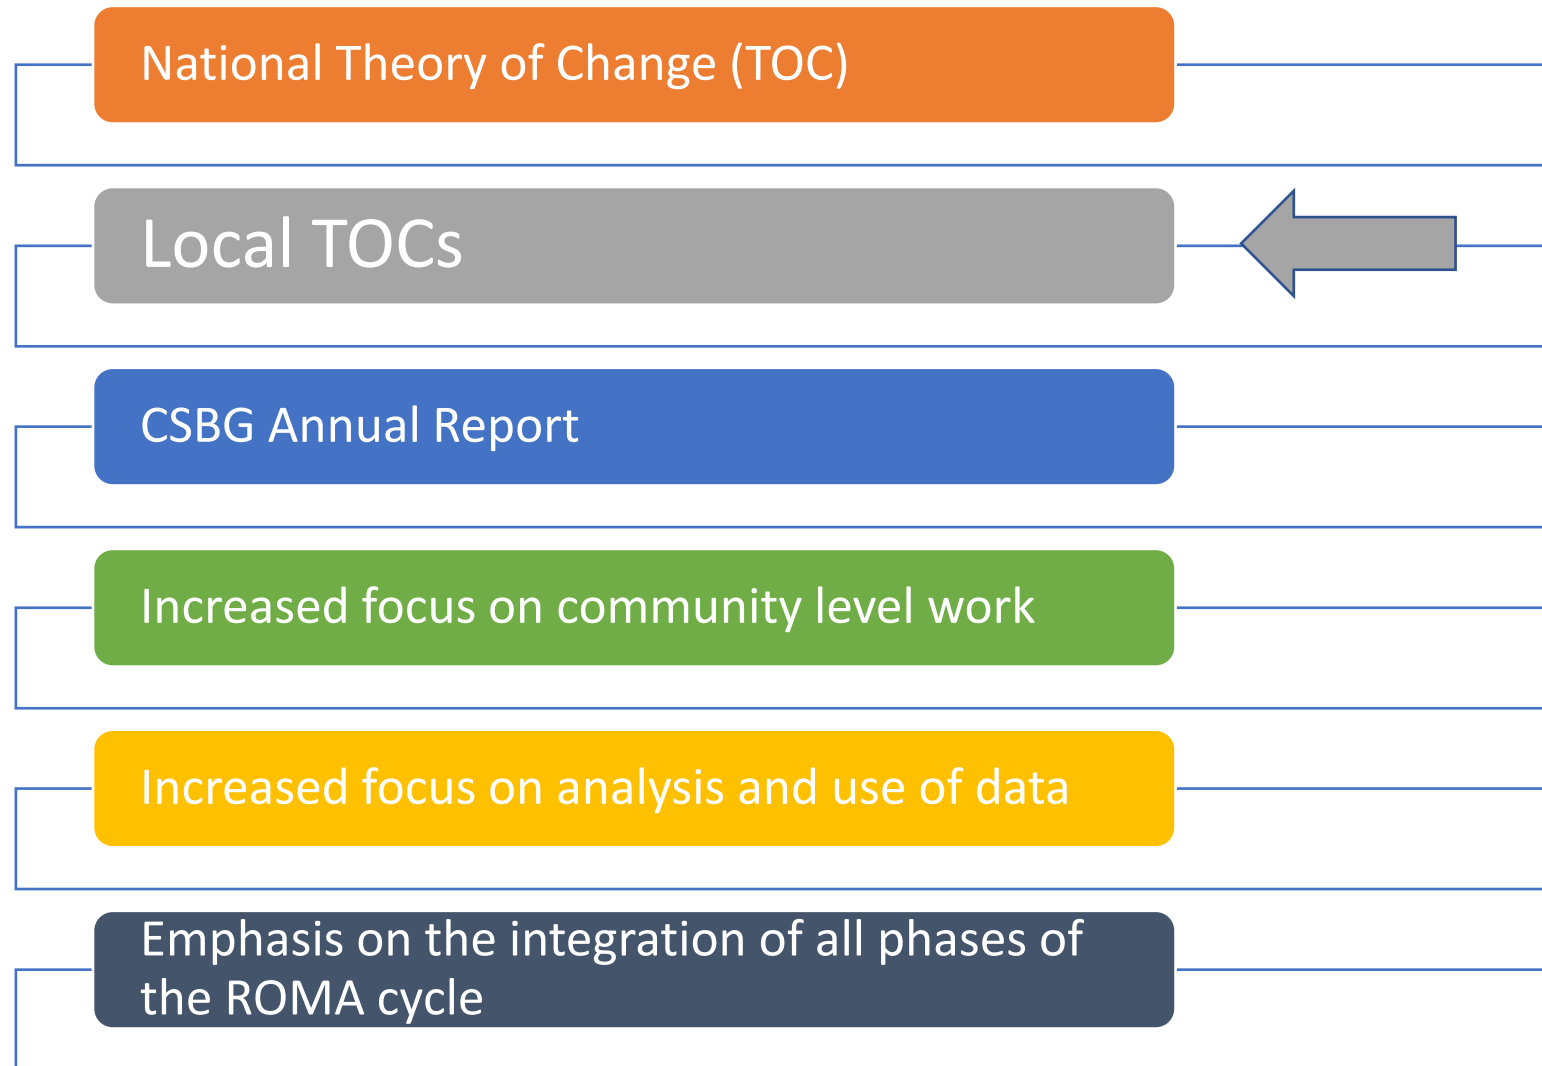 National Theory of Change (TOC)
Local TOCs
CSBG Annual Report
Increased focus on community level work
Increased focus on analysis and use of data
Emphasis on the integration of all phases of
the ROMA cycle